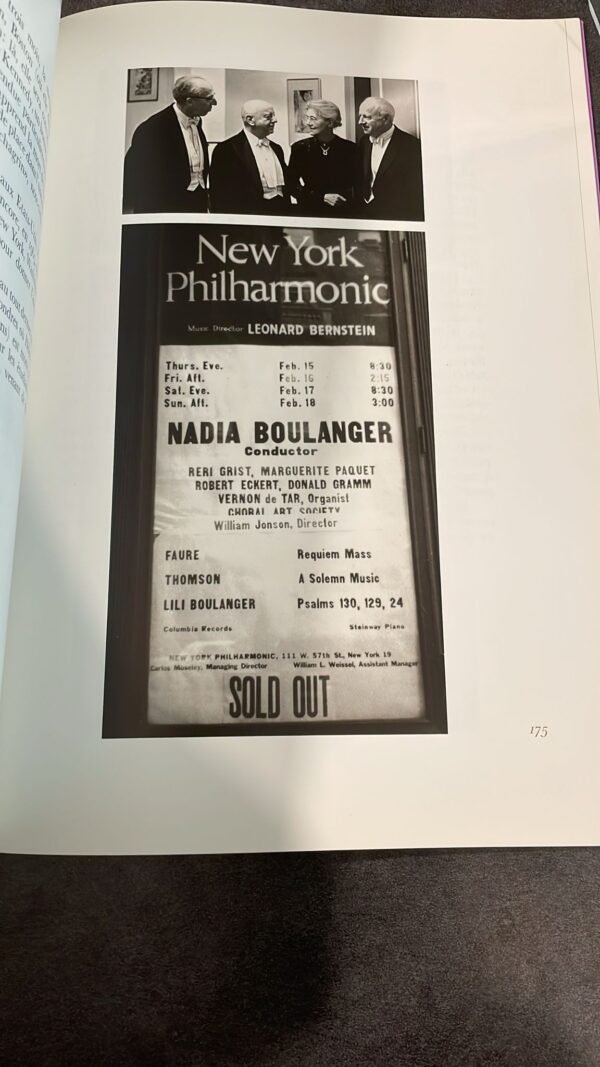 New York
Philharmonic
Music Director LEONARD BERNSTEIN
Thurs. Eve. Feb. 15 8:30
Fri. Aft. Feb. 16 2:15
Sat. Eve. Feb. 17 8:30
Sun. Aft. Feb. 18 3:00
NADIA BOULANGER
Conductor
RERI GRIST, MARGUERITE PAQUET
ROBERT ECKERT, DONALD GRAMM
VERNON de TAR, Organist
CHORAL ART SOCIETY
William Jonson, Director
FAURE Requiem Mass
THOMSON A Solemn Music
LILI BOULANGER Psalms 130, 129, 24
Columbia Records Steinway Piano
NEW YORK PHILHARMONIC, 111 W. 57th St., New York 19
Carlos Moseley, Managing Director William L. Weissel, Assistant Manager
SOLD OUT
175